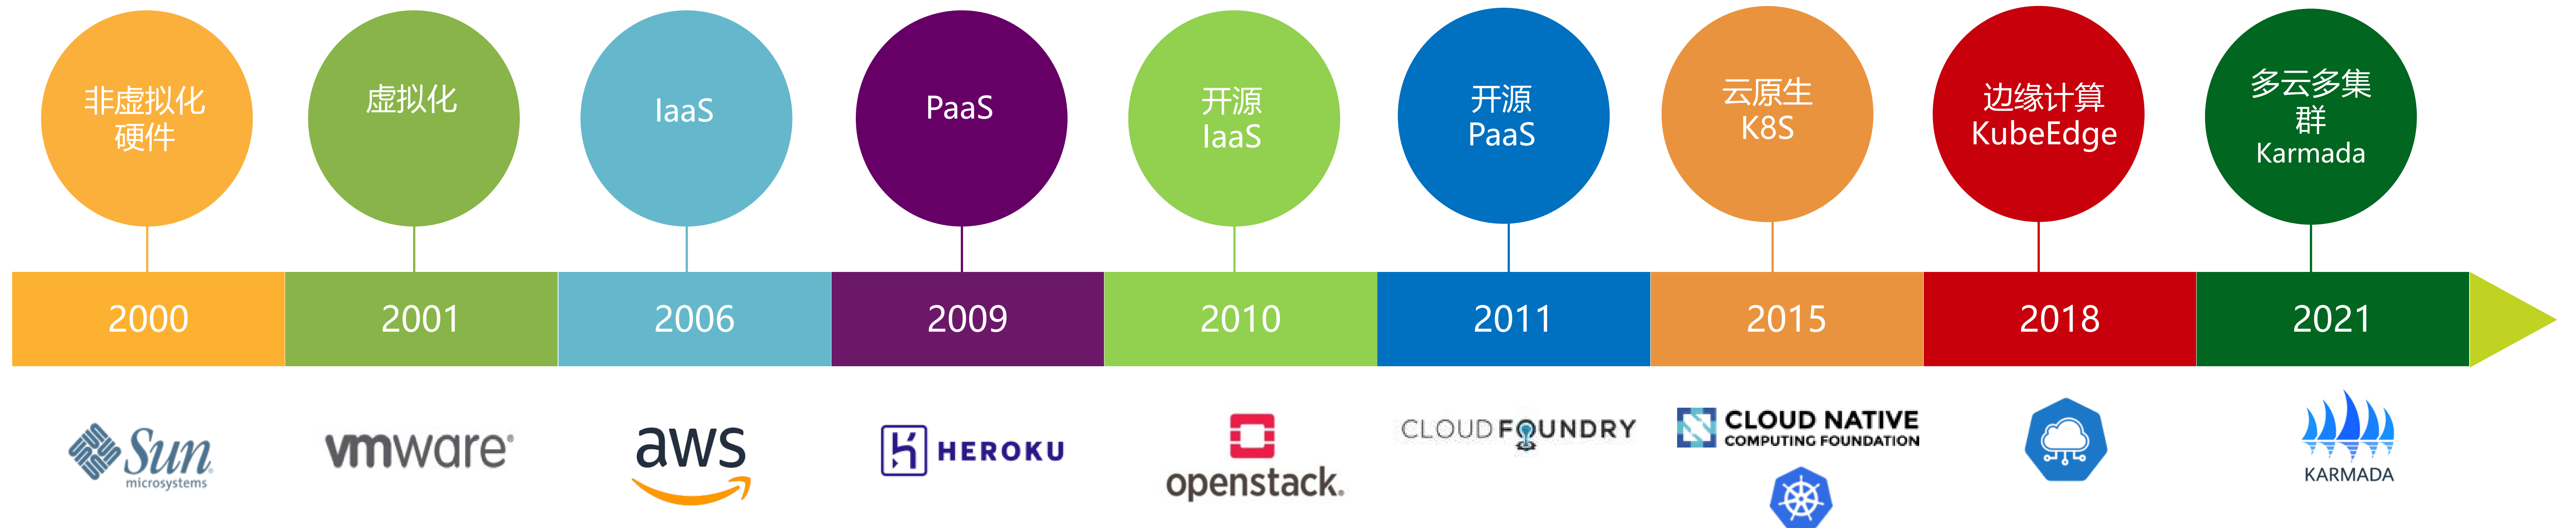 非虚拟化
硬件
虚拟化
IaaS
PaaS
开源
IaaS
开源
PaaS
云原生
K8S
边缘计算
KubeEdge
多云多集
群
Karmada
2000
2001
2006
2009
2010
2011
2015
2018
2021
Sun
microsystems
vmware®
aws
HEROKU
openstack.
CLOUD FOUNDRY
CLOUD NATIVE
COMPUTING FOUNDATION
KARMADA